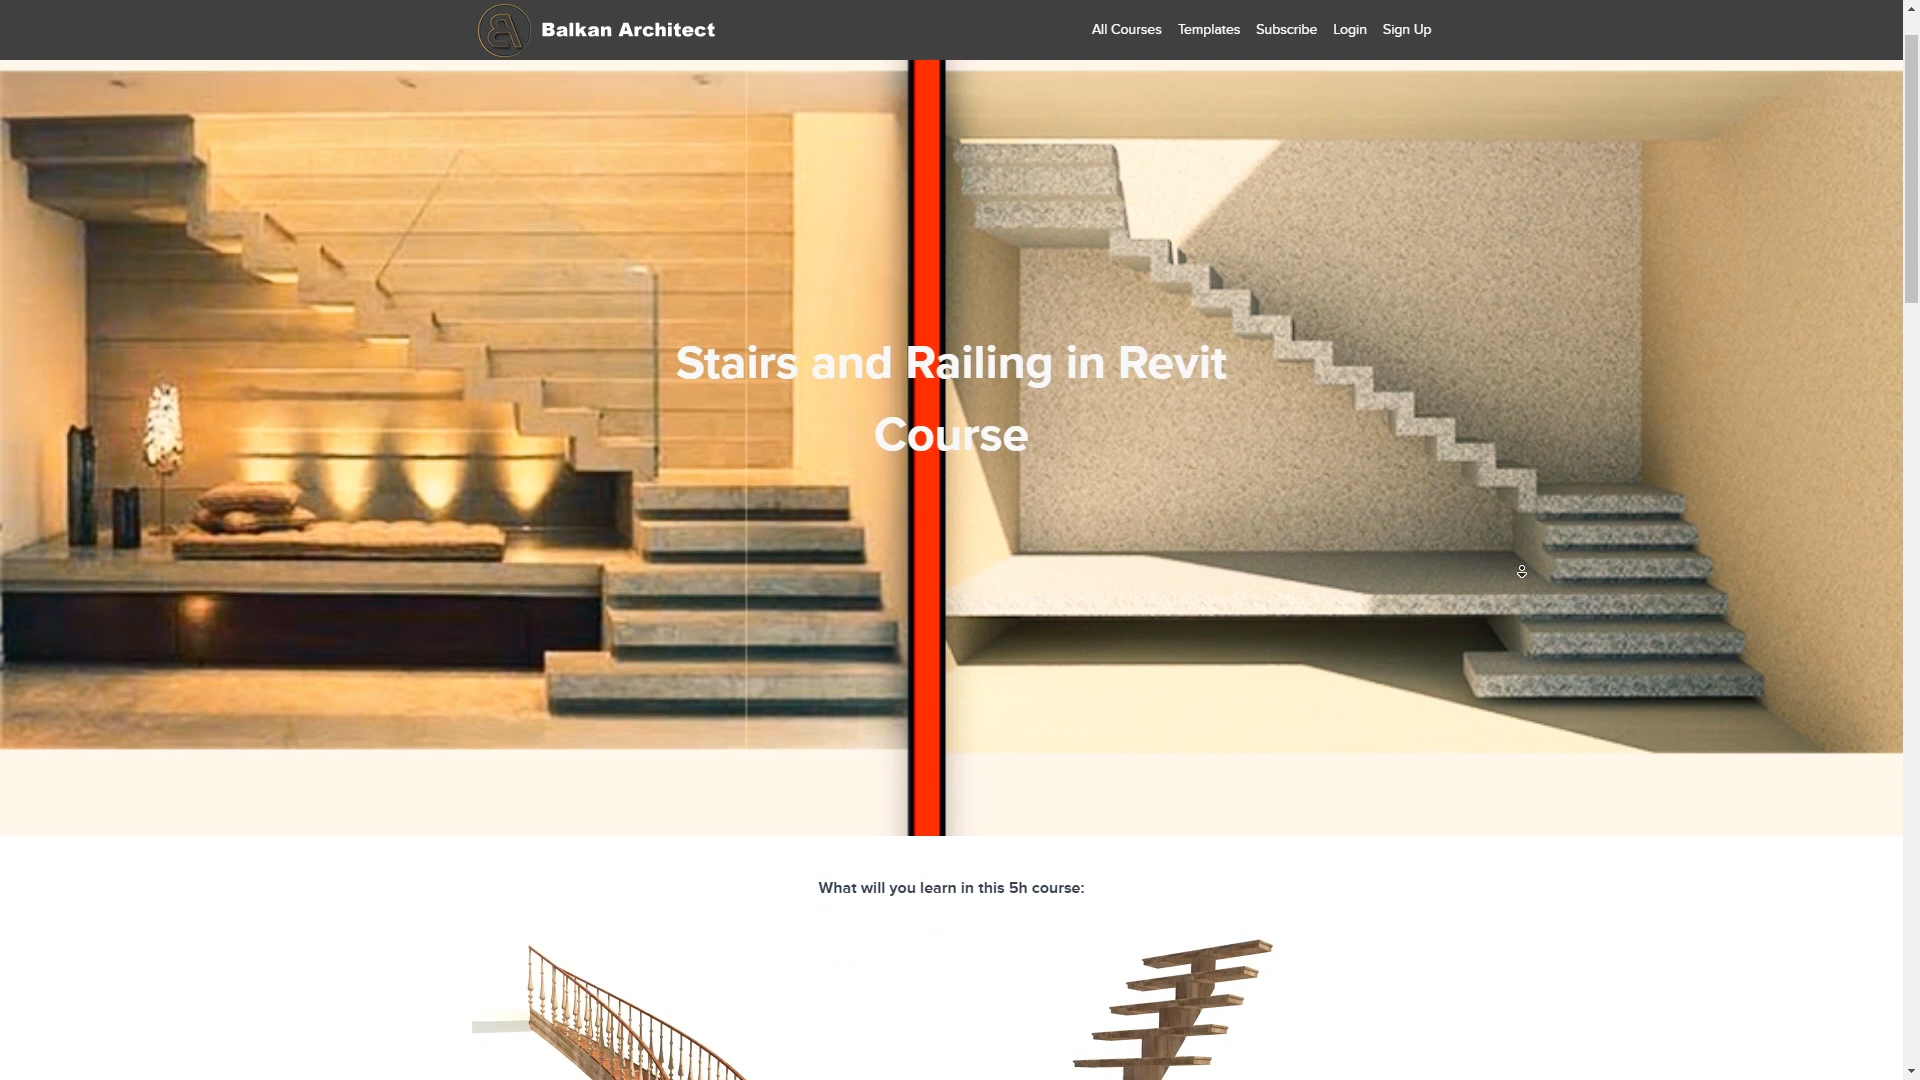 Balkan Architect
All Courses Templates Subscribe Login Sign Up
Stairs and Railing in Revit
Course
What will you learn in this 5h course: